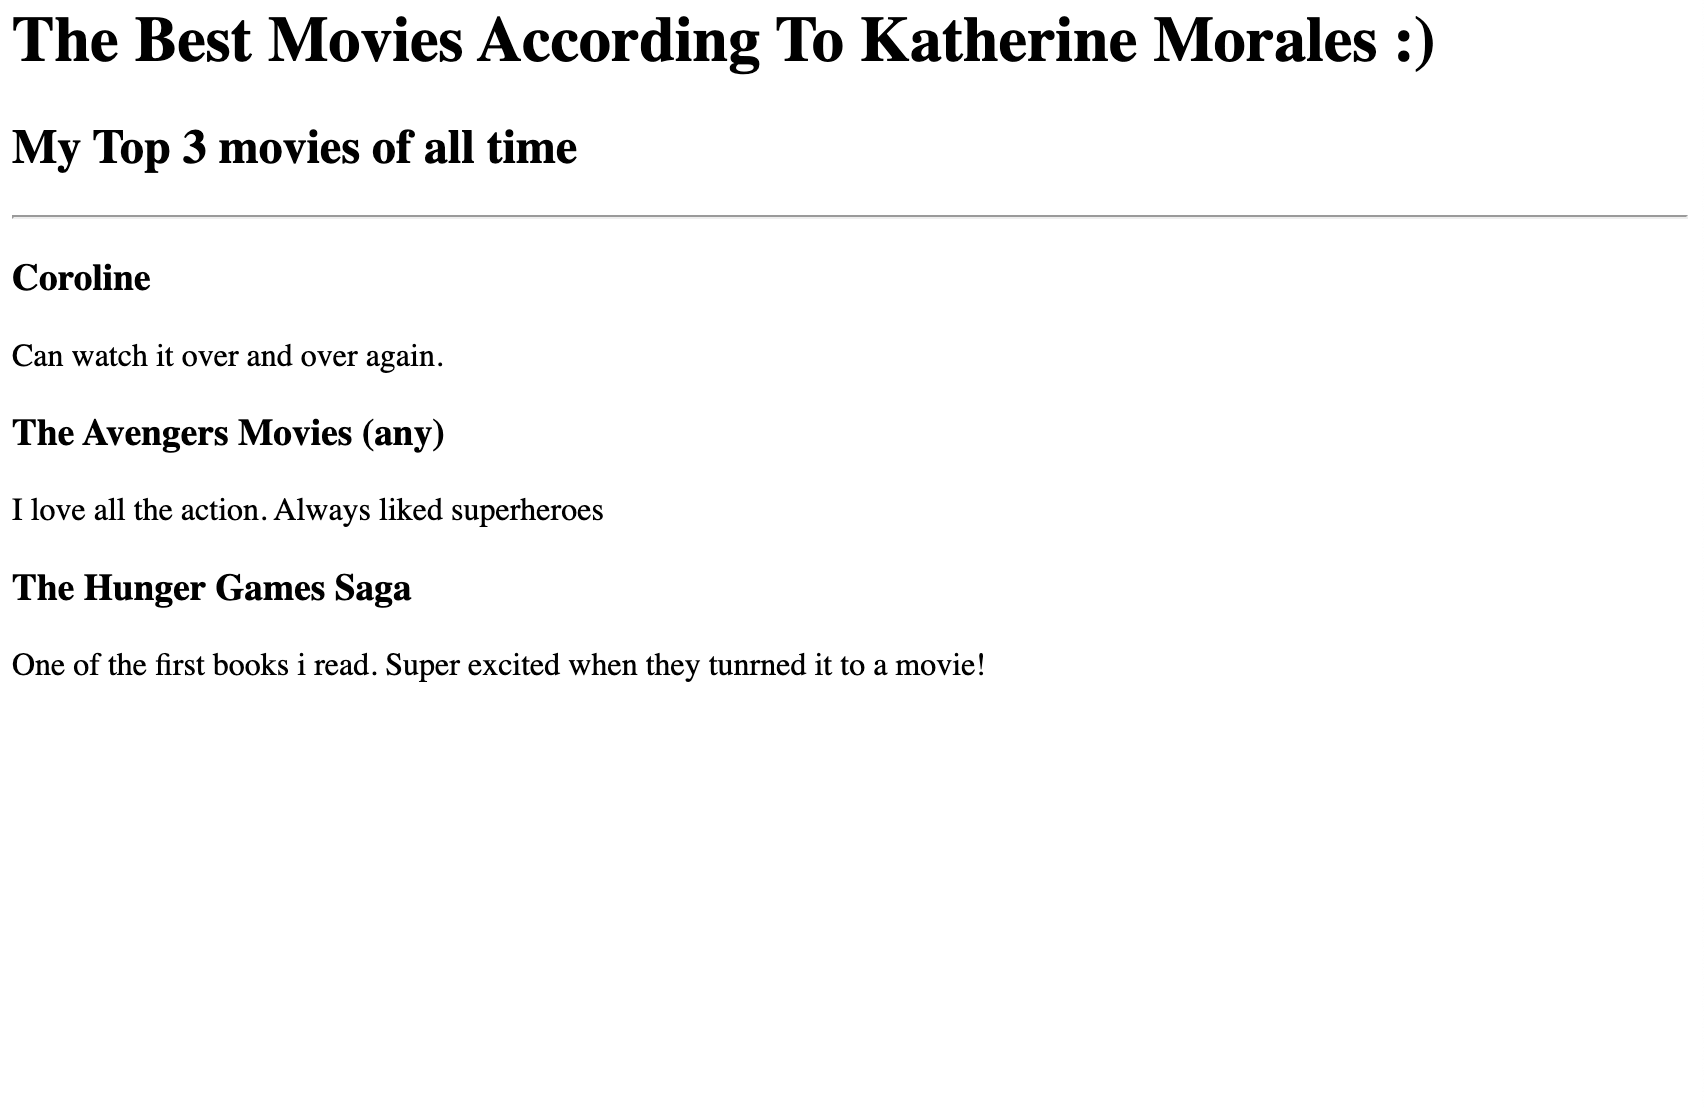 The Best Movies According To Katherine Morales :)
My Top 3 movies of all time
Coroline
Can watch it over and over again.
The Avengers Movies (any)
I love all the action. Always liked superheroes
The Hunger Games Saga
One of the first books i read. Super excited when they tunrned it to a movie!